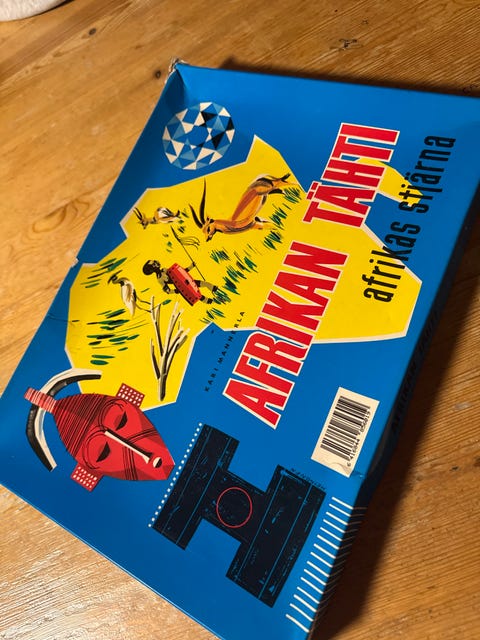 AFRIKAN TÄHTI
afrikas stjärna
KARI MANNERLA